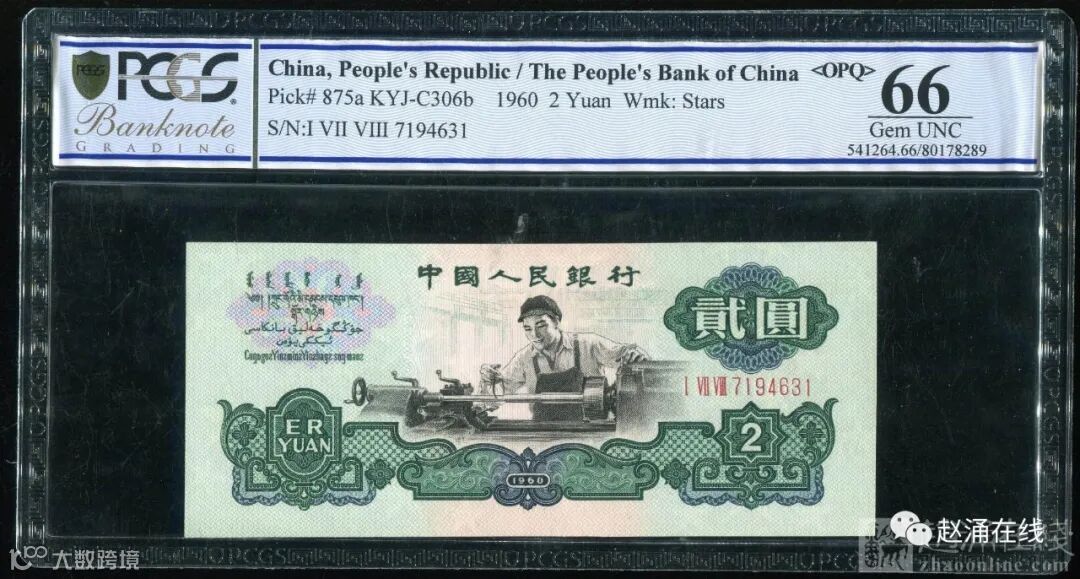 PCGS
Banknote
GRADING
China, People's Republic / The People's Bank of China
Pick# 875a KYJ-C306b 1960 2 Yuan Wmk: Stars
S/N:I VII VIII 7194631
<OPQ> 66
Gem UNC
541264.66/80178289
中國人民銀行
貳圓
I VII VIII 7194631
ER
YUAN
2
1960
大数跨境
赵涌在线
zhaoonline.com